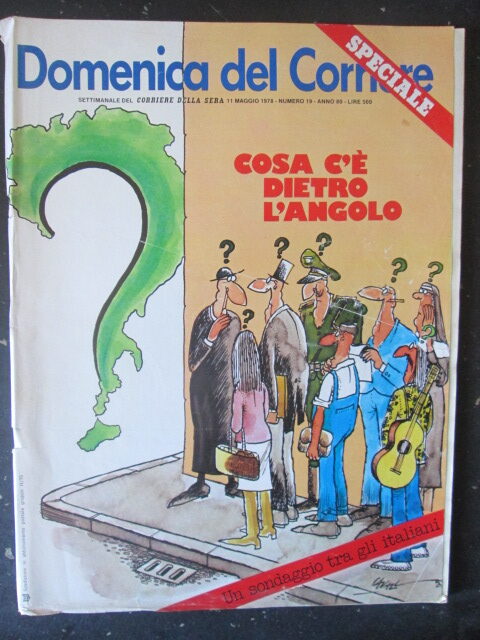 SPECIALE
Domenica del Corriere
SETTIMANALE DEL CORRIERE DELLA SERA 11 MAGGIO 1978 - NUMERO 19 - ANNO 80 - LIRE 500
COSA C'È
DIETRO
L'ANGOLO
?
?
?
?
?
?
?
Un sondaggio tra gli italiani